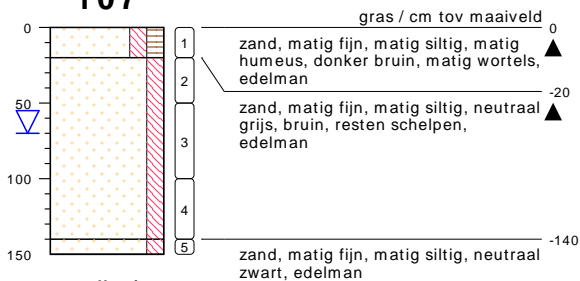 107
gras / cm tov maaiveld
0
0
1
zand, matig fijn, matig siltig, matig
humeus, donker bruin, matig wortels,
edelman
2
-20
50
zand, matig fijn, matig siltig, neutraal
grijs, bruin, resten schelpen,
edelman
3
100
4
-140
5
150
zand, matig fijn, matig siltig, neutraal
zwart, edelman